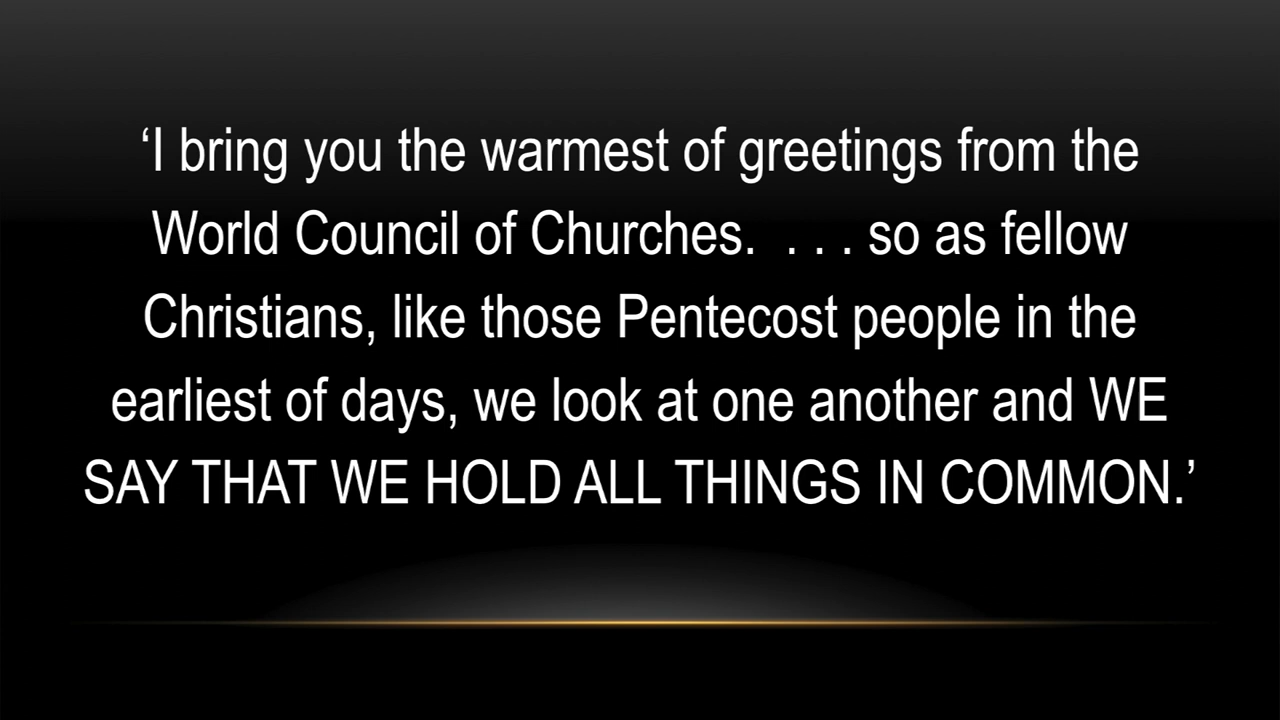 ‘I bring you the warmest of greetings from the
World Council of Churches.  . . . so as fellow
Christians, like those Pentecost people in the
earliest of days, we look at one another and WE
SAY THAT WE HOLD ALL THINGS IN COMMON.’